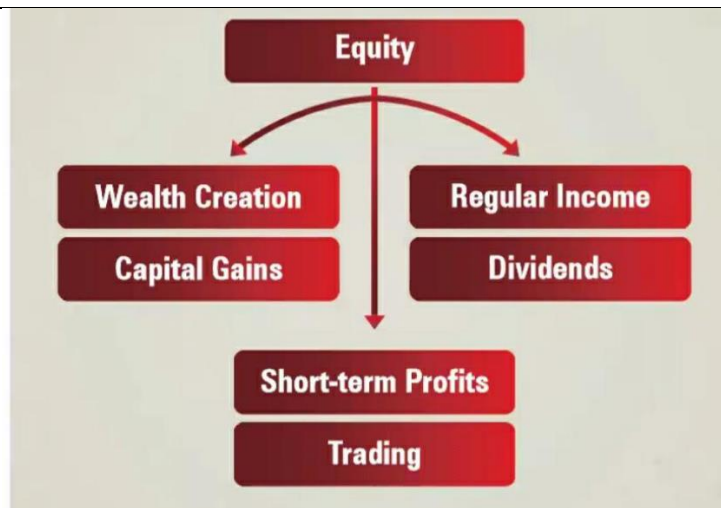 Equity
Wealth Creation
Capital Gains
Regular Income
Dividends
Short-term Profits
Trading